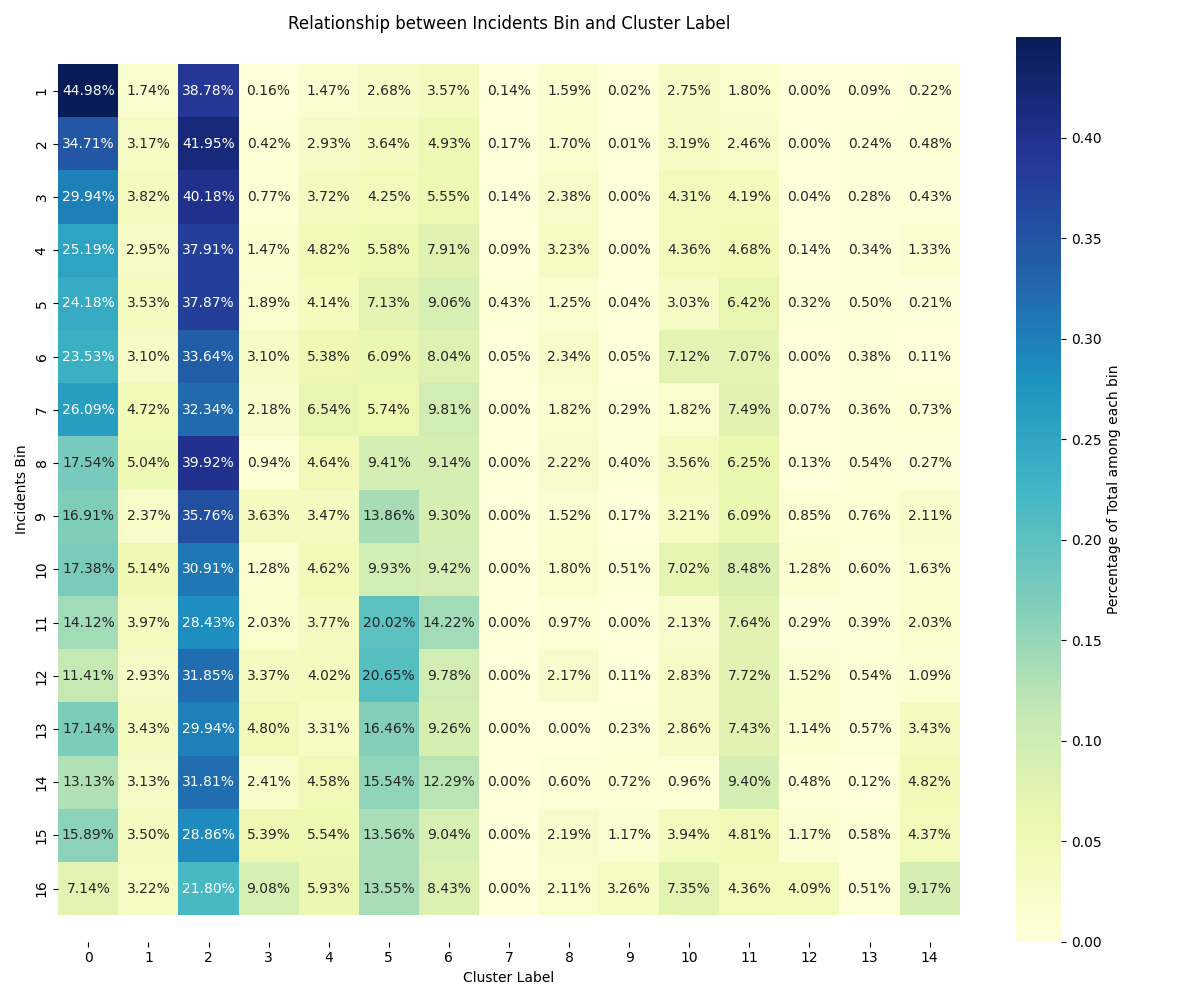 Relationship between Incidents Bin and Cluster Label
1 44.98% 1.74% 38.78% 0.16% 1.47% 2.68% 3.57% 0.14% 1.59% 0.02% 2.75% 1.80% 0.00% 0.09% 0.22%
2 34.71% 3.17% 41.95% 0.42% 2.93% 3.64% 4.93% 0.17% 1.70% 0.01% 3.19% 2.46% 0.00% 0.24% 0.48%
3 29.94% 3.82% 40.18% 0.77% 3.72% 4.25% 5.55% 0.14% 2.38% 0.00% 4.31% 4.19% 0.04% 0.28% 0.43%
4 25.19% 2.95% 37.91% 1.47% 4.82% 5.58% 7.91% 0.09% 3.23% 0.00% 4.36% 4.68% 0.14% 0.34% 1.33%
5 24.18% 3.53% 37.87% 1.89% 4.14% 7.13% 9.06% 0.43% 1.25% 0.04% 3.03% 6.42% 0.32% 0.50% 0.21%
6 23.53% 3.10% 33.64% 3.10% 5.38% 6.09% 8.04% 0.05% 2.34% 0.05% 7.12% 7.07% 0.00% 0.38% 0.11%
7 26.09% 4.72% 32.34% 2.18% 6.54% 5.74% 9.81% 0.00% 1.82% 0.29% 1.82% 7.49% 0.07% 0.36% 0.73%
8 17.54% 5.04% 39.92% 0.94% 4.64% 9.41% 9.14% 0.00% 2.22% 0.40% 3.56% 6.25% 0.13% 0.54% 0.27%
9 16.91% 2.37% 35.76% 3.63% 3.47% 13.86% 9.30% 0.00% 1.52% 0.17% 3.21% 6.09% 0.85% 0.76% 2.11%
10 17.38% 5.14% 30.91% 1.28% 4.62% 9.93% 9.42% 0.00% 1.80% 0.51% 7.02% 8.48% 1.28% 0.60% 1.63%
11 14.12% 3.97% 28.43% 2.03% 3.77% 20.02% 14.22% 0.00% 0.97% 0.00% 2.13% 7.64% 0.29% 0.39% 2.03%
12 11.41% 2.93% 31.85% 3.37% 4.02% 20.65% 9.78% 0.00% 2.17% 0.11% 2.83% 7.72% 1.52% 0.54% 1.09%
13 17.14% 3.43% 29.94% 4.80% 3.31% 16.46% 9.26% 0.00% 0.00% 0.23% 2.86% 7.43% 1.14% 0.57% 3.43%
14 13.13% 3.13% 31.81% 2.41% 4.58% 15.54% 12.29% 0.00% 0.60% 0.72% 0.96% 9.40% 0.48% 0.12% 4.82%
15 15.89% 3.50% 28.86% 5.39% 5.54% 13.56% 9.04% 0.00% 2.19% 1.17% 3.94% 4.81% 1.17% 0.58% 4.37%
16 7.14% 3.22% 21.80% 9.08% 5.93% 13.55% 8.43% 0.00% 2.11% 3.26% 7.35% 4.36% 4.09% 0.51% 9.17%
0 1 2 3 4 5 6 7 8 9 10 11 12 13 14
Cluster Label
Incidents Bin
0.40
0.35
0.30
0.25
0.20
0.15
0.10
0.05
0.00
Percentage of Total among each bin